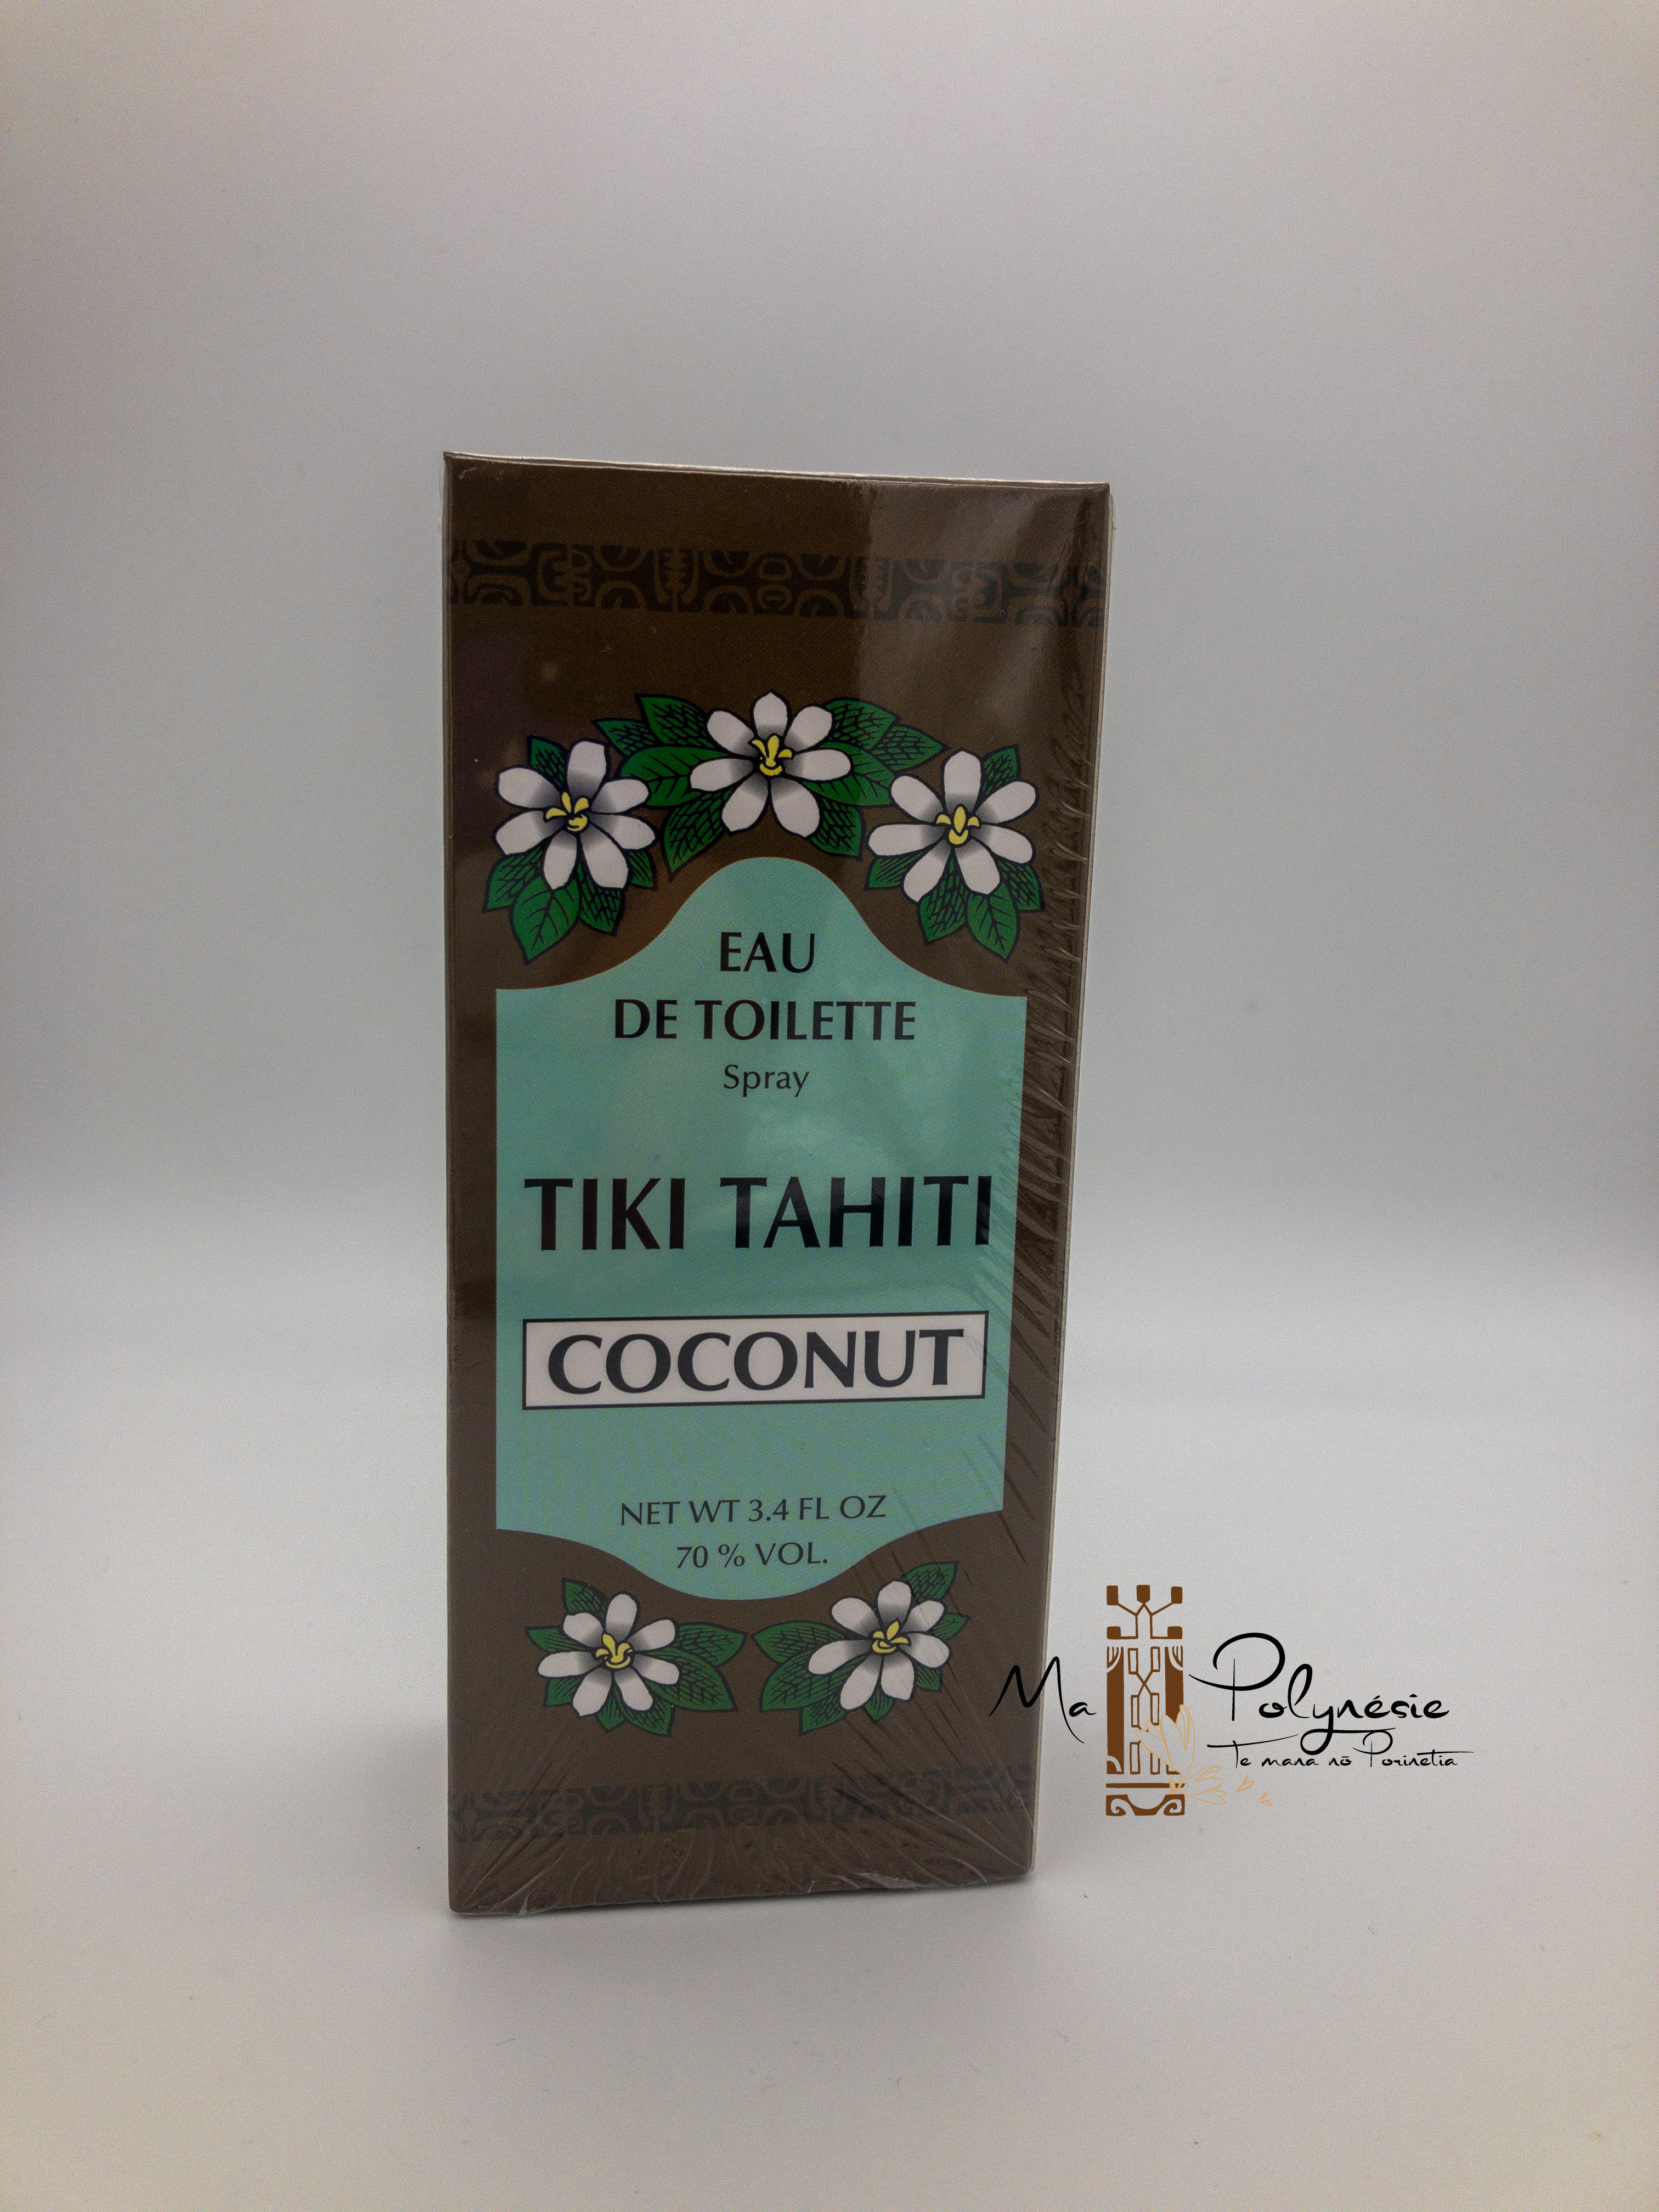 EAU
DE TOILETTE
Spray
TIKI TAHITI
COCONUT
NET WT 3.4 FL OZ
70 % VOL.
Ma Polynésie
Te mana nō Porinetia